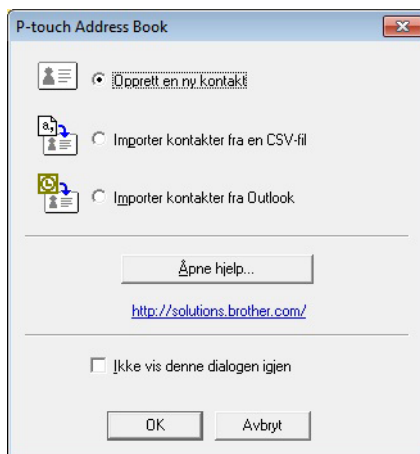 P-touch Address Book
Opprett en ny kontakt
a,
Importer kontakter fra en CSV-fil
Importer kontakter fra Outlook
Åpne hjelp...
http://solutions.brother.com/
Ikke vis denne dialogen igjen
OK
Avbryt